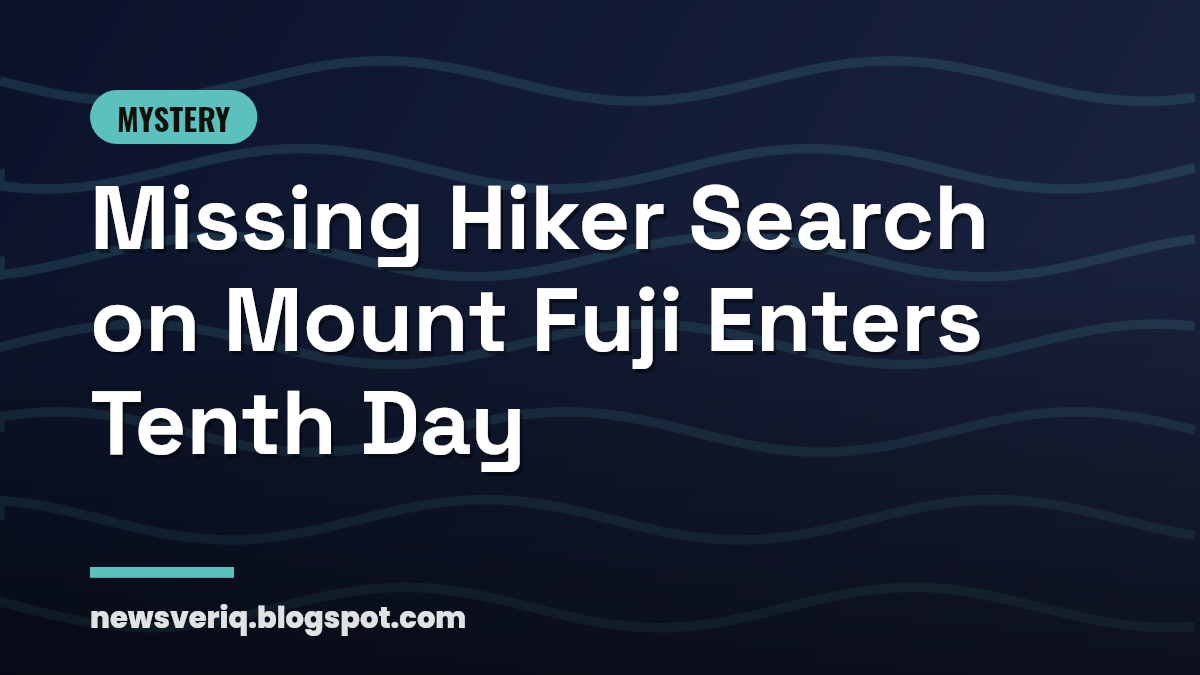 MYSTERY
Missing Hiker Search
on Mount Fuji Enters
Tenth Day
newsveriq.blogspot.com